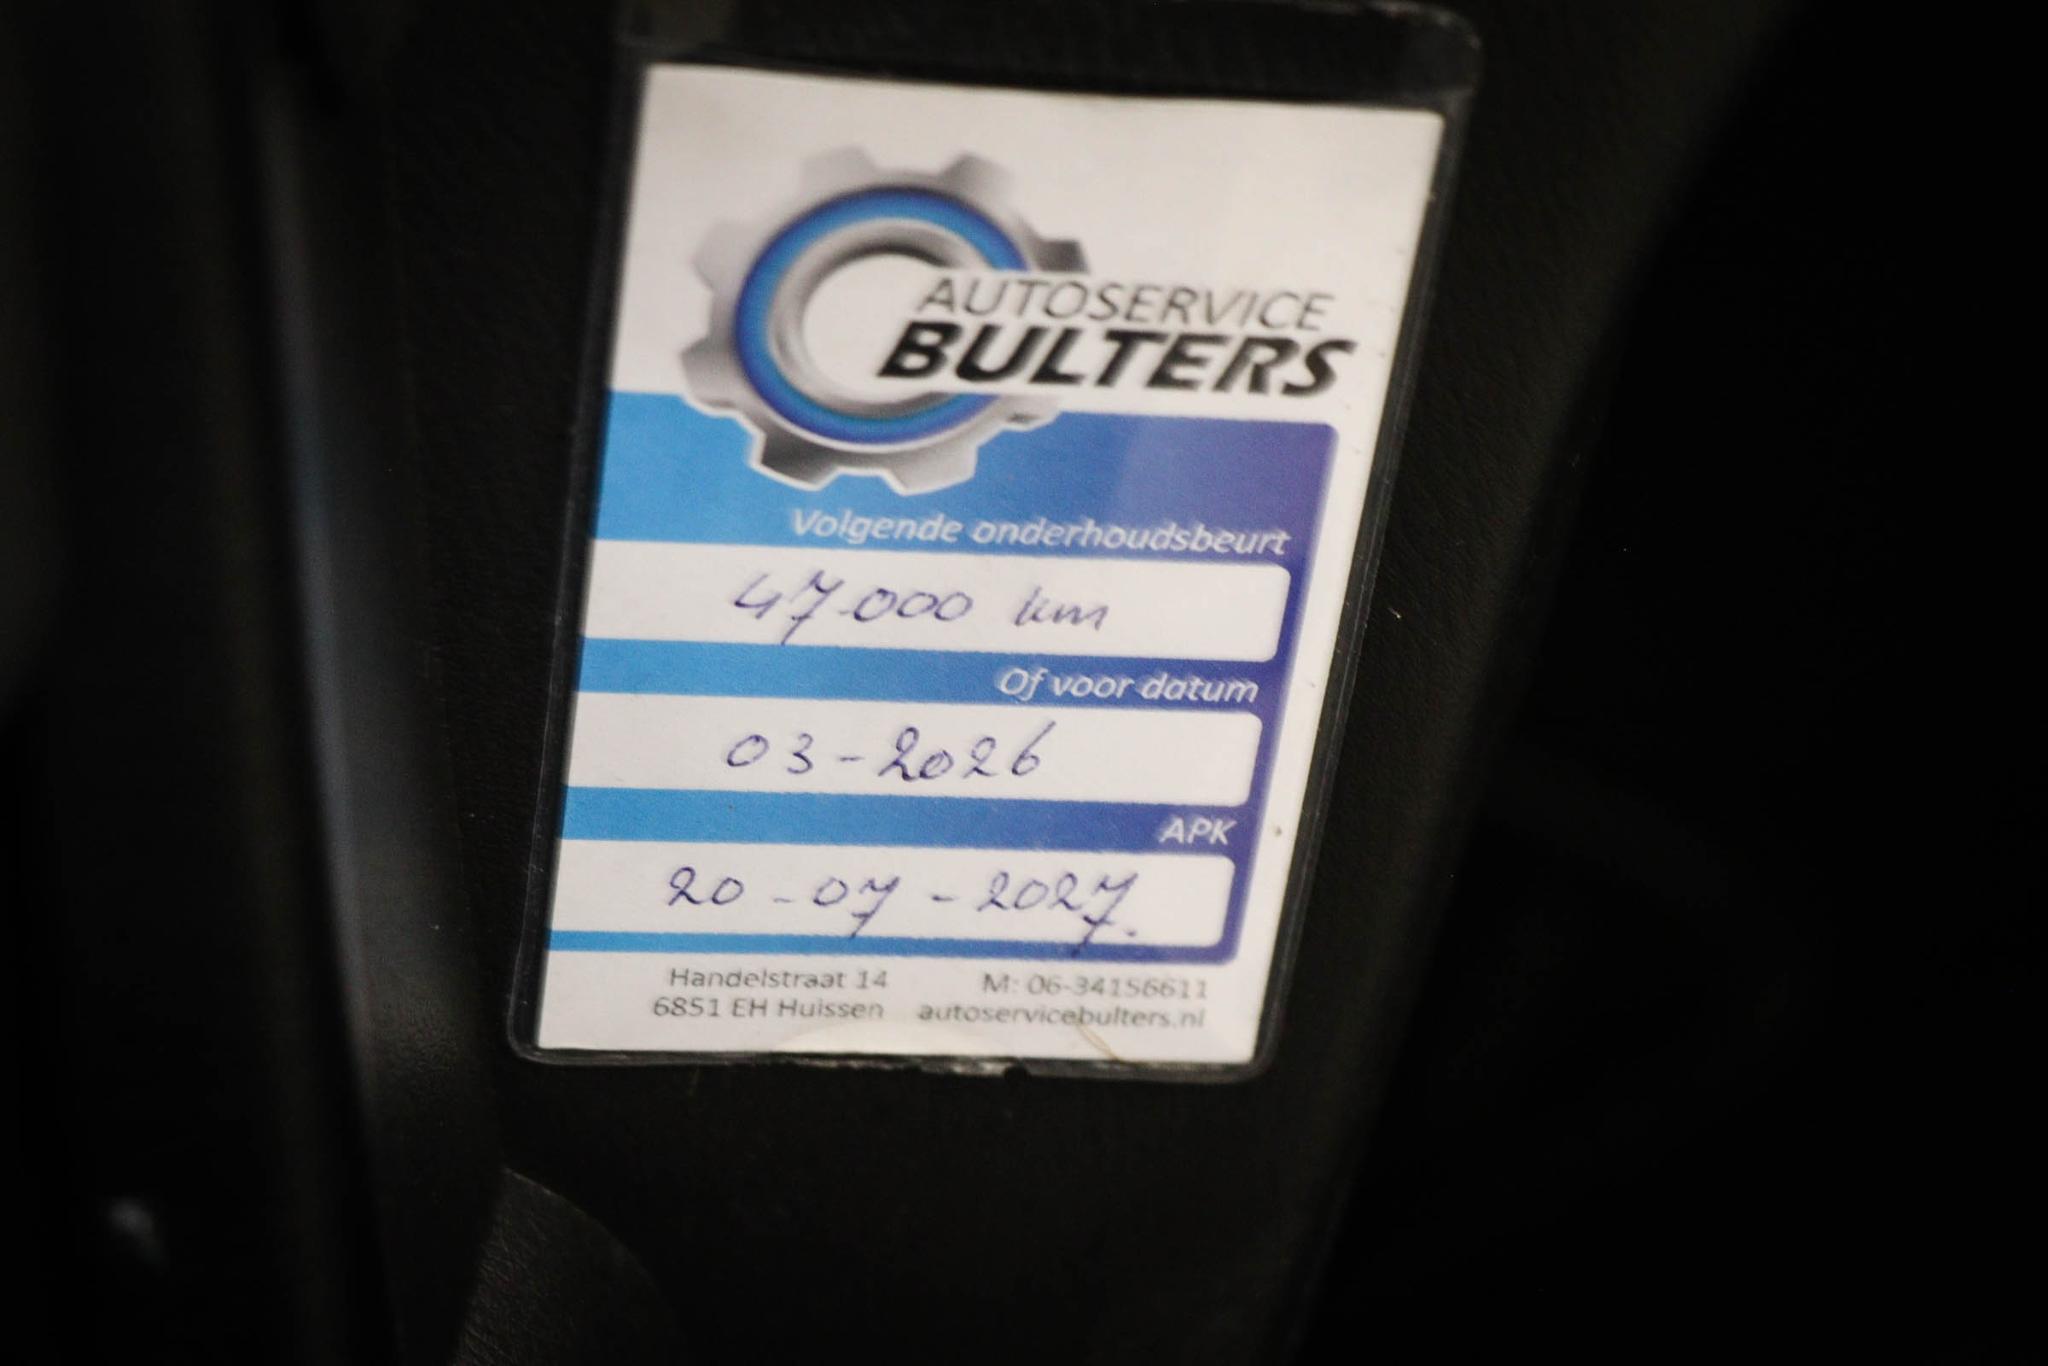 AUTOSERVICE
BULTERS
Volgende onderhoudsbeurt
47.000 km
Of voor datum
03-2026
APK
20-07-2027.
Handelstraat 14 M: 06-34156611
6851 EH Huissen autoservicebulters.nl